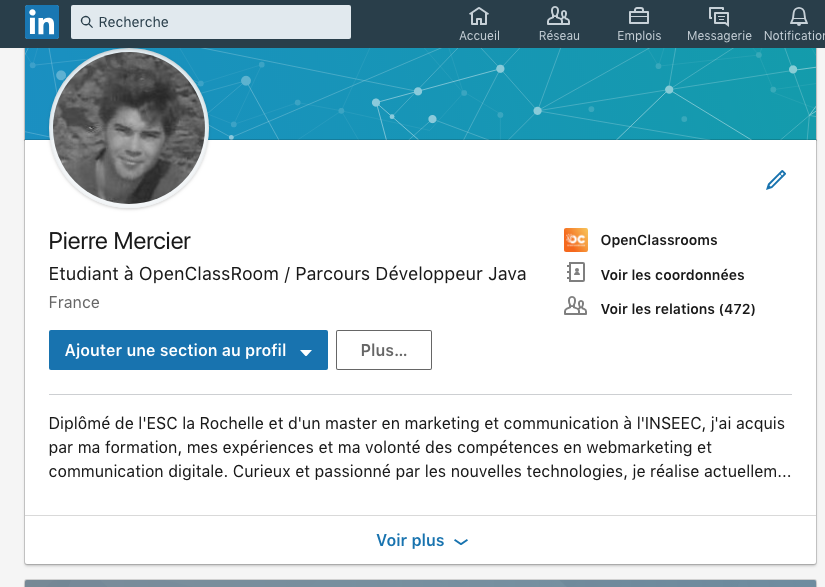 in
Recherche
Accueil
Réseau
Emplois
Messagerie
Notification
Pierre Mercier
Etudiant à OpenClassRoom / Parcours Développeur Java
France
oc
OpenClassrooms
Voir les coordonnées
Voir les relations (472)
Ajouter une section au profil
Plus...
Diplômé de l'ESC la Rochelle et d'un master en marketing et communication à l'INSEEC, j'ai acquis
par ma formation, mes expériences et ma volonté des compétences en webmarketing et
communication digitale. Curieux et passionné par les nouvelles technologies, je réalise actuellem...
Voir plus